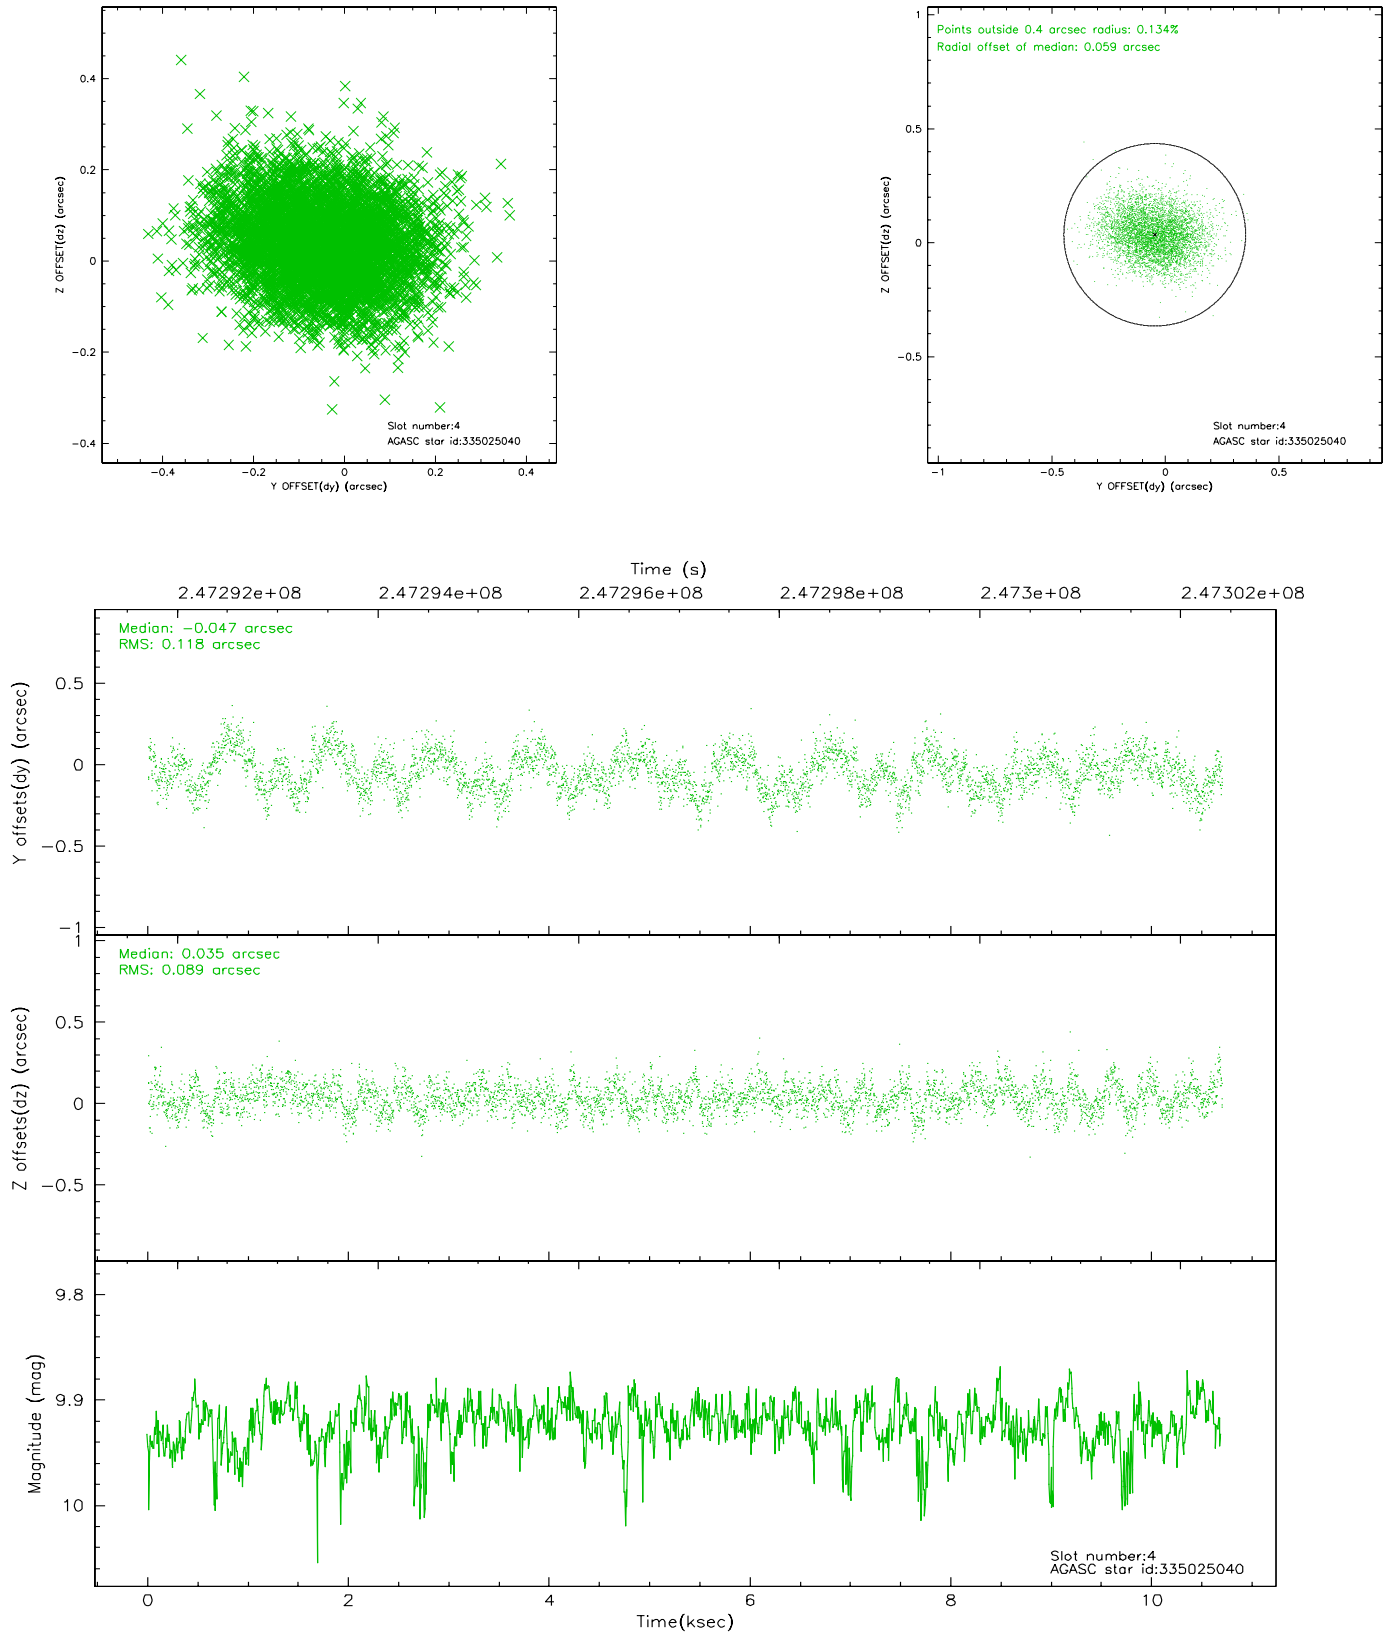 0.4
0.2
0
−0.2
−0.4
Z OFFSET(dz) (arcsec)
−0.4
−0.2
0
0.2
0.4
Y OFFSET(dy) (arcsec)
Slot number:4
AGASC star id:335025040
Points outside 0.4 arcsec radius: 0.134%
Radial offset of median: 0.059 arcsec
1
0.5
0
−0.5
Z OFFSET(dz) (arcsec)
−1
−0.5
0
0.5
Y OFFSET(dy) (arcsec)
Slot number:4
AGASC star id:335025040
Time (s)
2.47292e+08
2.47294e+08
2.47296e+08
2.47298e+08
2.473e+08
2.47302e+08
Median: −0.047 arcsec
RMS: 0.118 arcsec
0.5
0
−0.5
−1
Y offsets(dy) (arcsec)
Median: 0.035 arcsec
RMS: 0.089 arcsec
1
0.5
0
−0.5
Z offsets(dz) (arcsec)
9.8
9.9
10
Magnitude (mag)
Slot number:4
AGASC star id:335025040
0
2
4
6
8
10
Time(ksec)